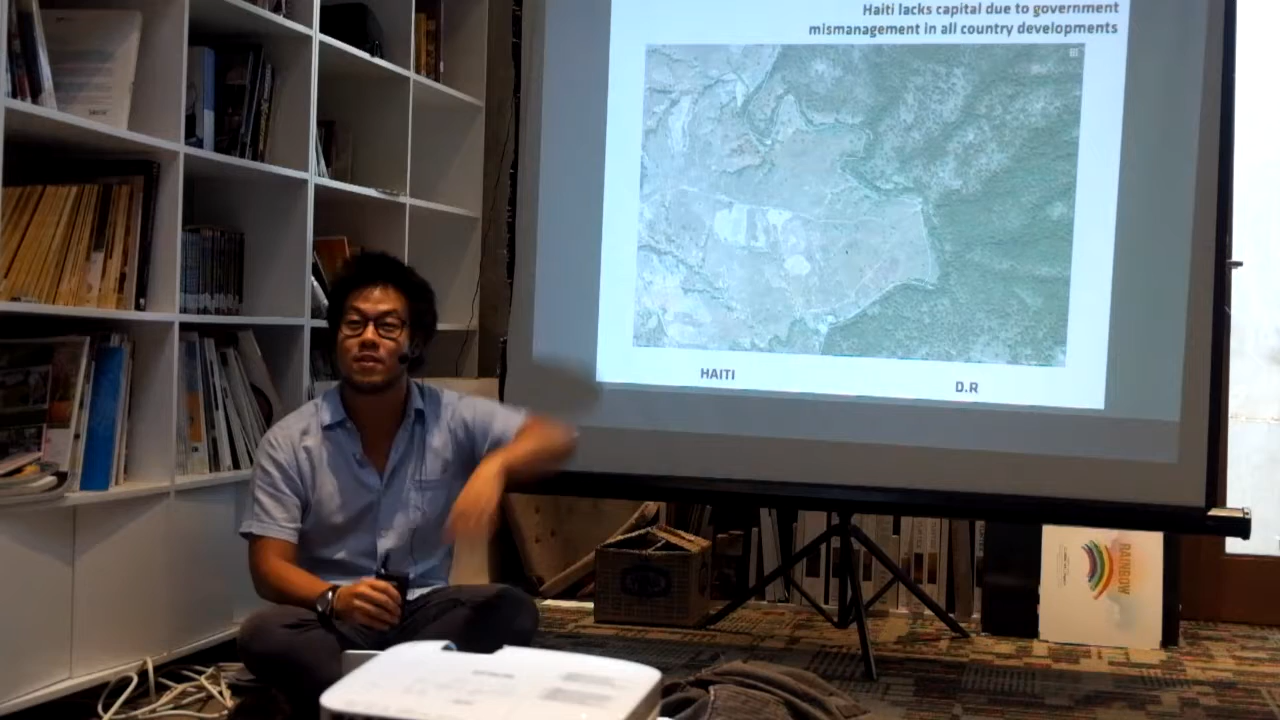 Haiti lacks capital due to government
mismanagement in all country developments
HAITI
D.R
RAINBOW